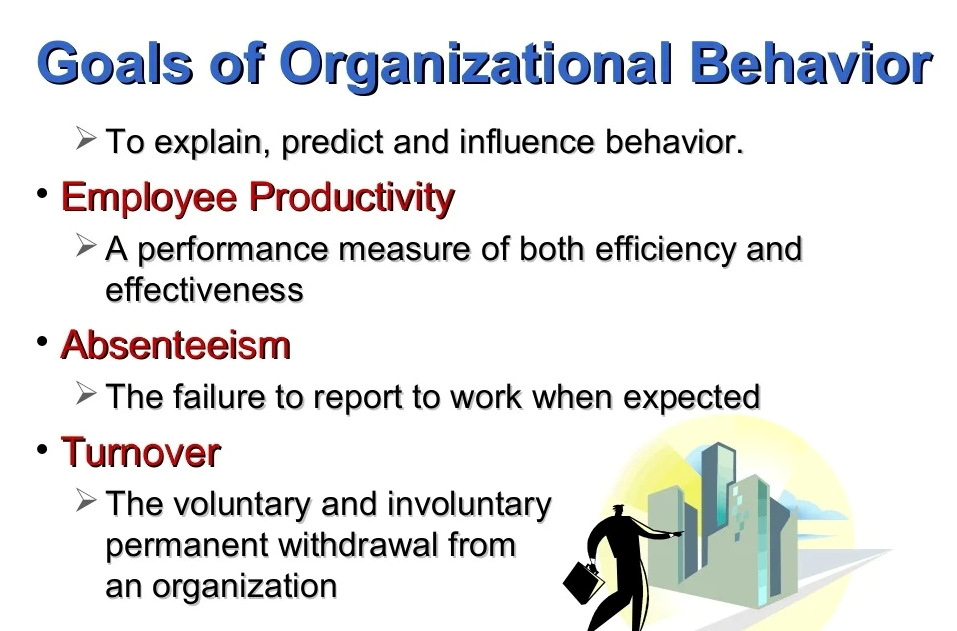 Goals of Organizational Behavior
➢ To explain, predict and influence behavior.
• Employee Productivity
➢ A performance measure of both efficiency and
effectiveness
• Absenteeism
➢ The failure to report to work when expected
• Turnover
➢ The voluntary and involuntary
permanent withdrawal from
an organization